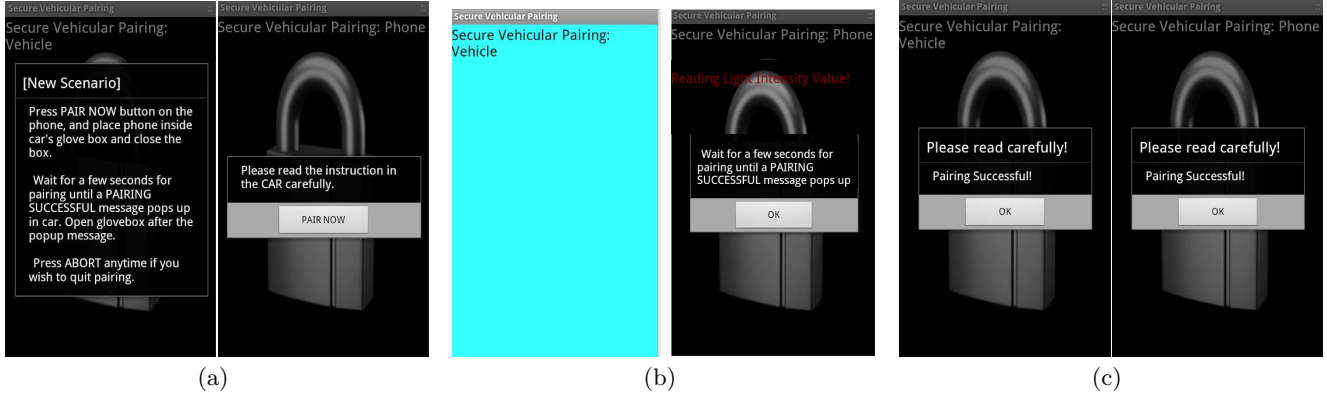 Secure Vehicular Pairing
Secure Vehicular Pairing:
Vehicle
[New Scenario]
Press PAIR NOW button on the
phone, and place phone inside
car's glove box and close the
box.
Wait for a few seconds for
pairing until a PAIRING
SUCCESSFUL message pops up
in car. Open glovebox after the
popup message.
Press ABORT anytime if you
wish to quit pairing.
Secure Vehicular Pairing
Secure Vehicular Pairing: Phone
Please read the instruction in
the CAR carefully.
PAIR NOW
(a)
Secure Vehicular Pairing
Secure Vehicular Pairing:
Vehicle
Secure Vehicular Pairing
Secure Vehicular Pairing: Phone
Reading Light Intensity Value!
Wait for a few seconds for
pairing until a PAIRING
SUCCESSFUL message pops up
OK
(b)
Secure Vehicular Pairing
Secure Vehicular Pairing:
Vehicle
Please read carefully!
Pairing Successful!
OK
Secure Vehicular Pairing
Secure Vehicular Pairing: Phone
Please read carefully!
Pairing Successful!
OK
(c)